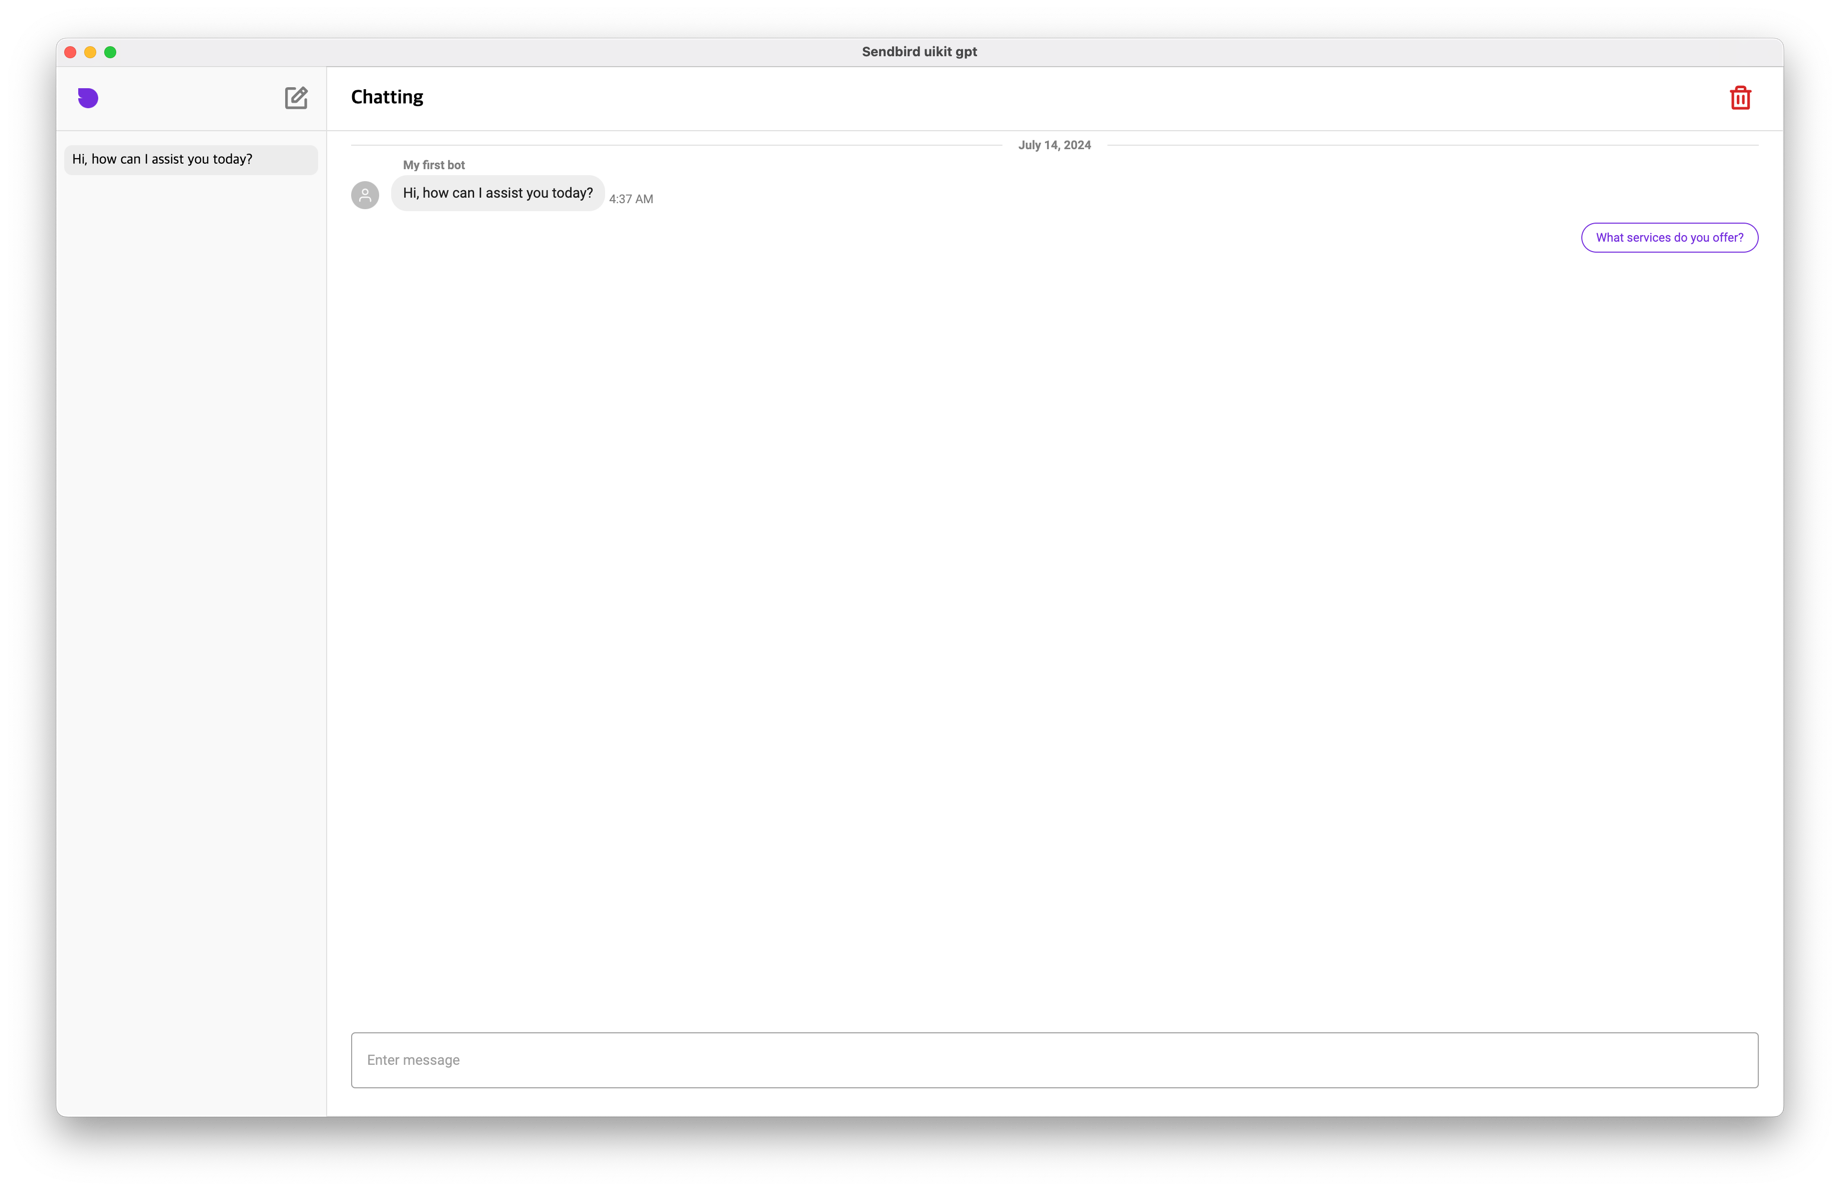 Sendbird uikit gpt
Chatting
Hi, how can I assist you today?
July 14, 2024
My first bot
Hi, how can I assist you today?
4:37 AM
What services do you offer?
Enter message